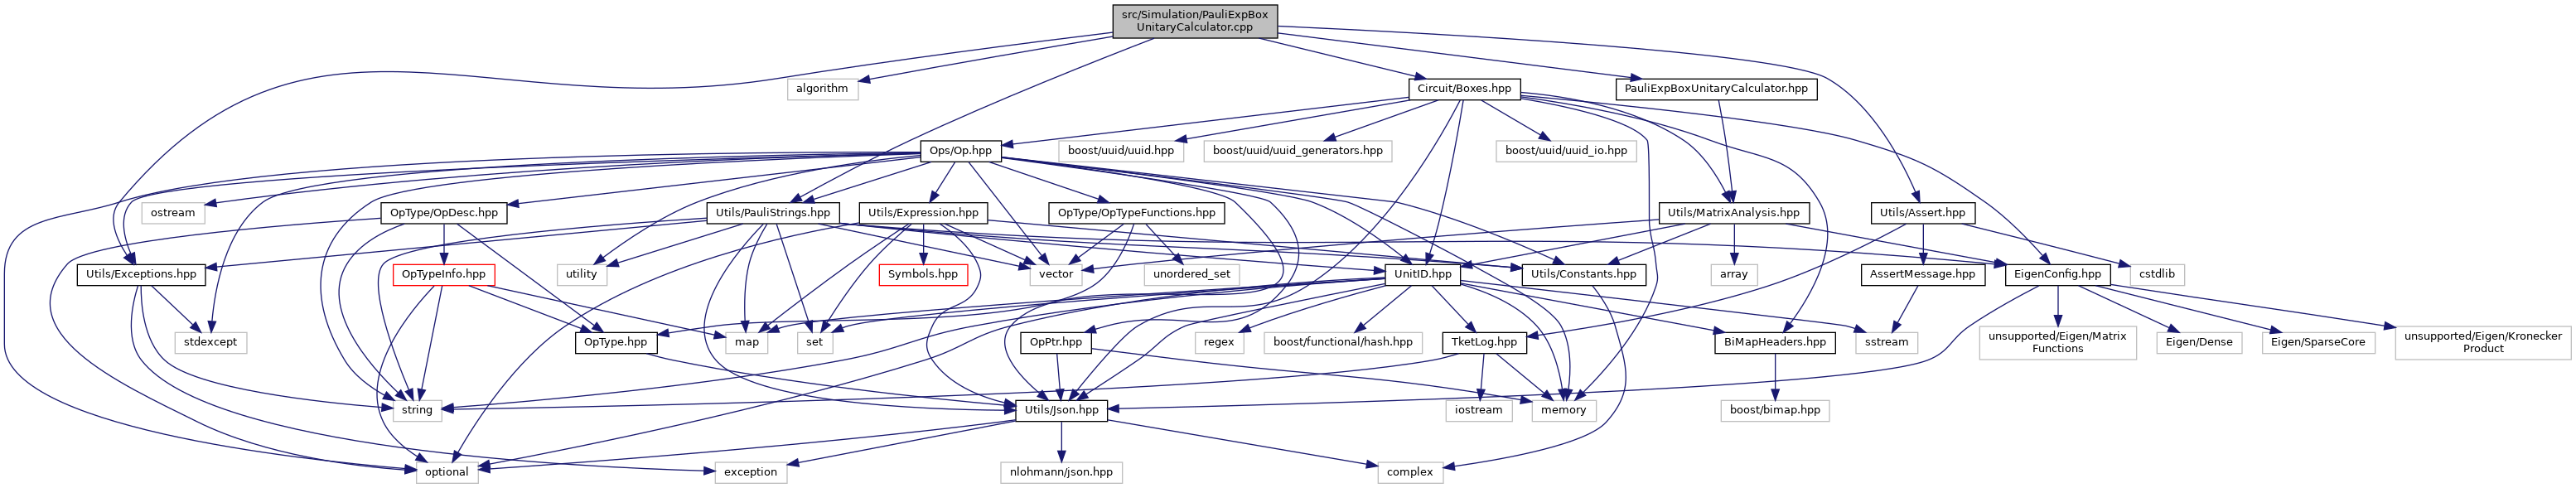 src/Simulation/PauliExpBox
UnitaryCalculator.cpp
algorithm
Circuit/Boxes.hpp
PauliExpBoxUnitaryCalculator.hpp
Ops/Op.hpp
boost/uuid/uuid.hpp
boost/uuid/uuid_generators.hpp
boost/uuid/uuid_io.hpp
ostream
OpType/OpDesc.hpp
Utils/PauliStrings.hpp
Utils/Expression.hpp
OpType/OpTypeFunctions.hpp
Utils/MatrixAnalysis.hpp
Utils/Assert.hpp
Utils/Exceptions.hpp
OpTypeInfo.hpp
utility
Symbols.hpp
vector
unordered_set
UnitID.hpp
Utils/Constants.hpp
array
AssertMessage.hpp
EigenConfig.hpp
cstdlib
stdexcept
OpType.hpp
map
set
OpPtr.hpp
regex
boost/functional/hash.hpp
TketLog.hpp
BiMapHeaders.hpp
sstream
unsupported/Eigen/Matrix
Functions
Eigen/Dense
Eigen/SparseCore
unsupported/Eigen/Kronecker
Product
string
Utils/Json.hpp
iostream
memory
boost/bimap.hpp
optional
exception
nlohmann/json.hpp
complex